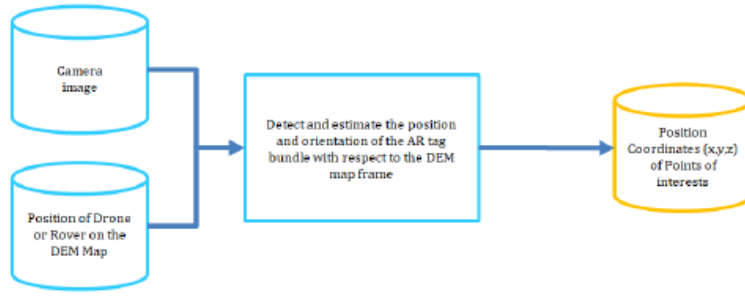 Camera
image
Position of Drone
or Rover on the
DEM Map
Detect and estimate the position
and orientation of the AR tag
bundle with respect to the DEM
map frame
Position
Coordinates (x,y,z)
of Points of
interests